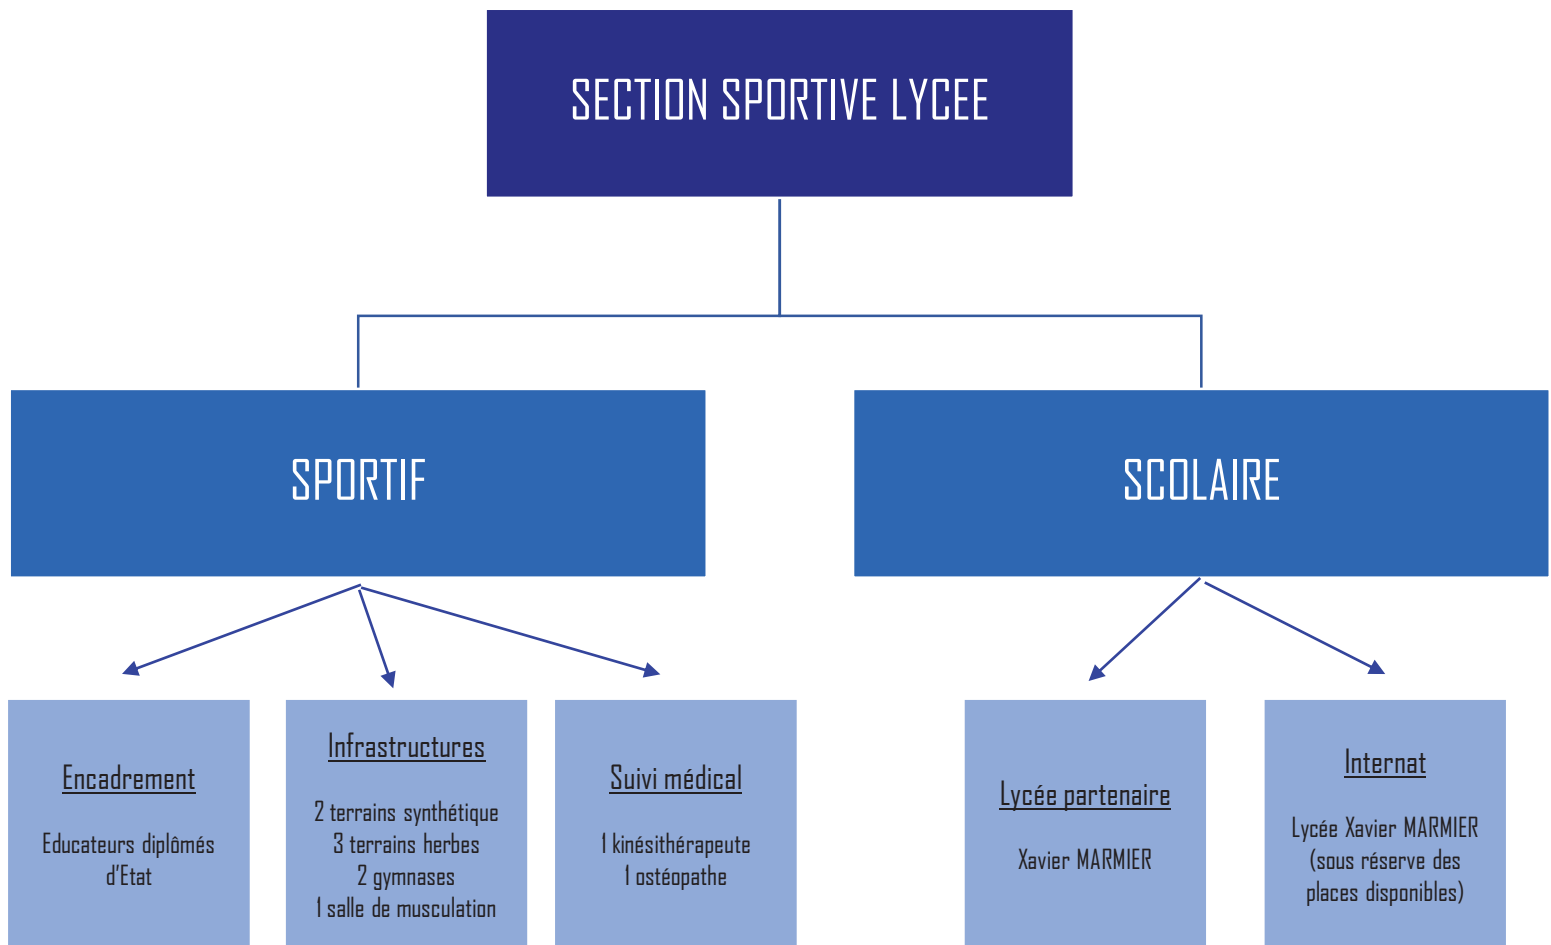 SECTION SPORTIVE LYCEE
SPORTIF
SCOLAIRE
Encadrement
Educateurs diplômés
d'Etat
Infrastructures
2 terrains synthétique
3 terrains herbes
2 gymnases
1 salle de musculation
Suivi médical
1 kinésithérapeute
1 ostéopathe
Lycée partenaire
Xavier MARMIER
Internat
Lycée Xavier MARMIER
(sous réserve des
places disponibles)